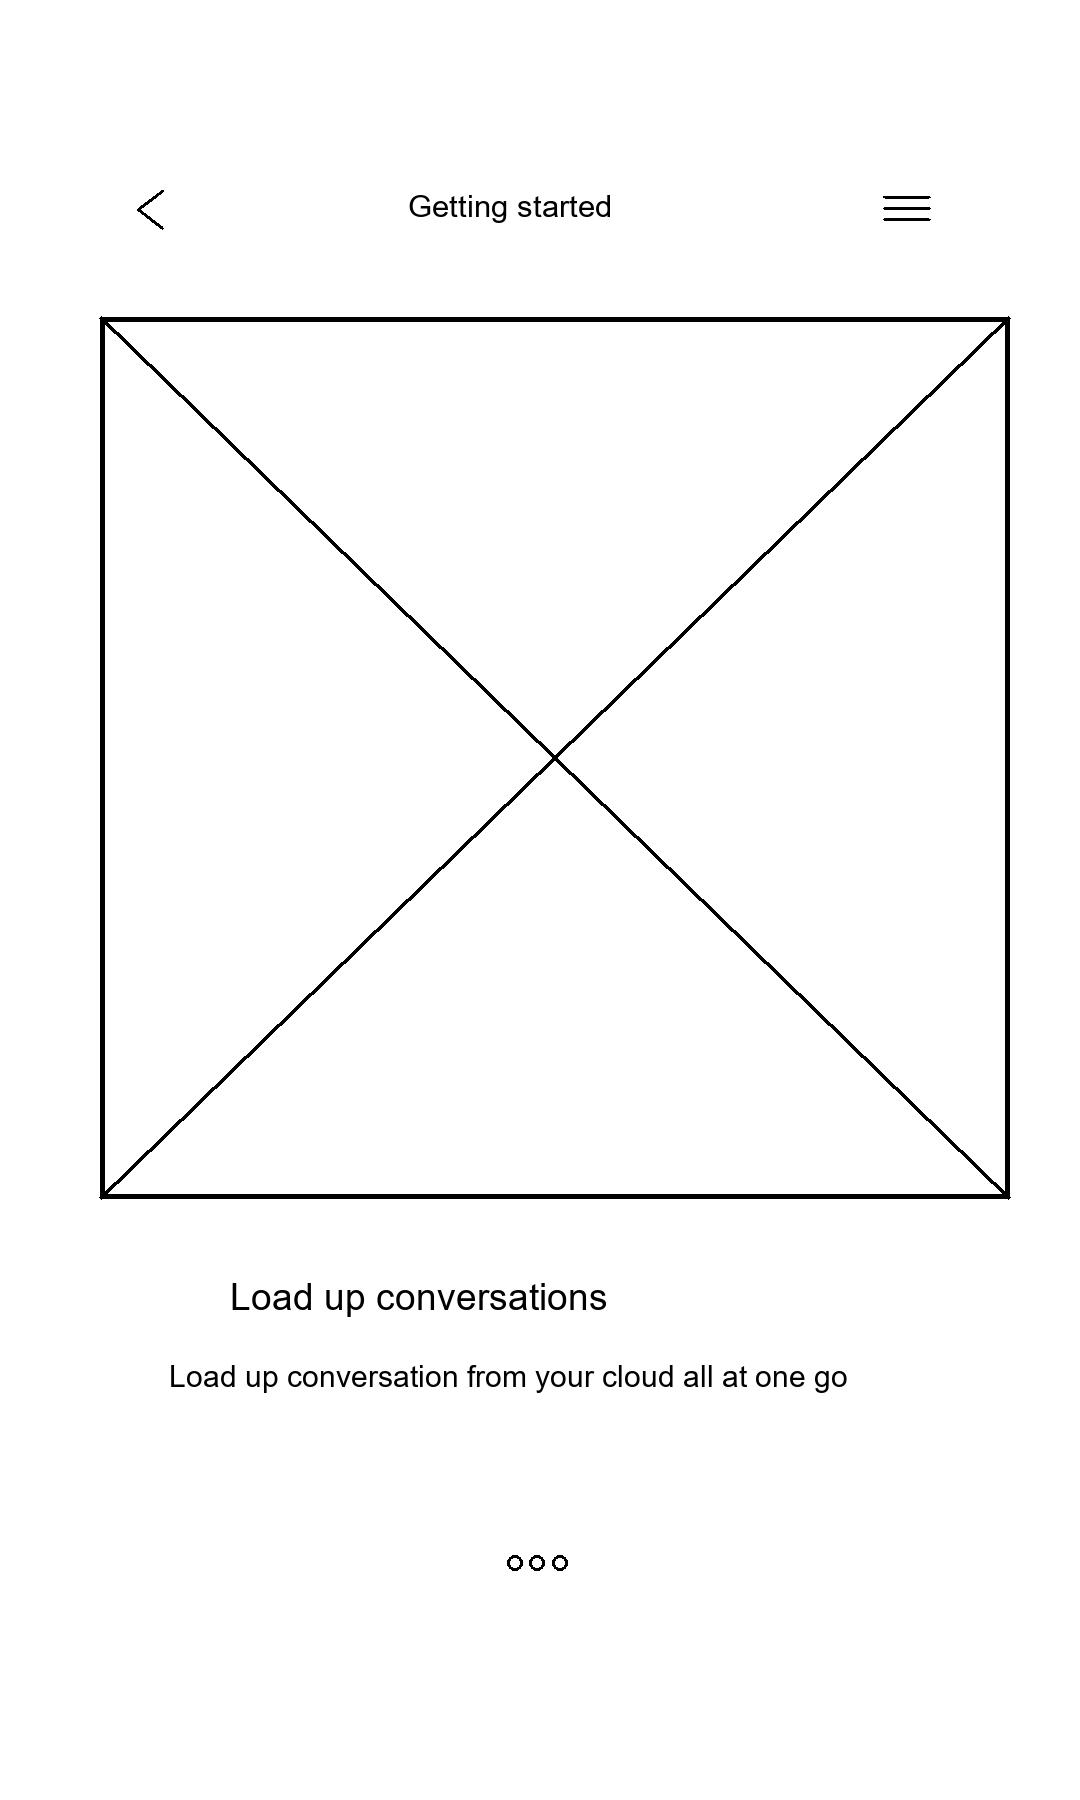 Getting started
Load up conversations
Load up conversation from your cloud all at one go